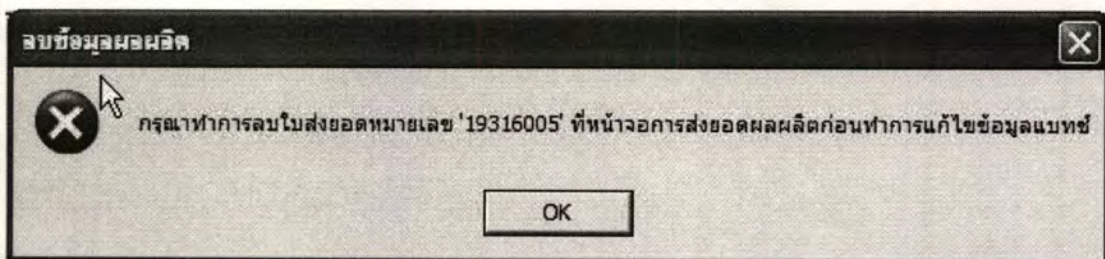 ลบข้อมูลผลผลิต
กรุณาทำการลบใบส่งยอดหมายเลข '19316005' ที่หน้าจอการส่งยอดผลผลิตก่อนทำการแก้ไขข้อมูลแบทช์
OK